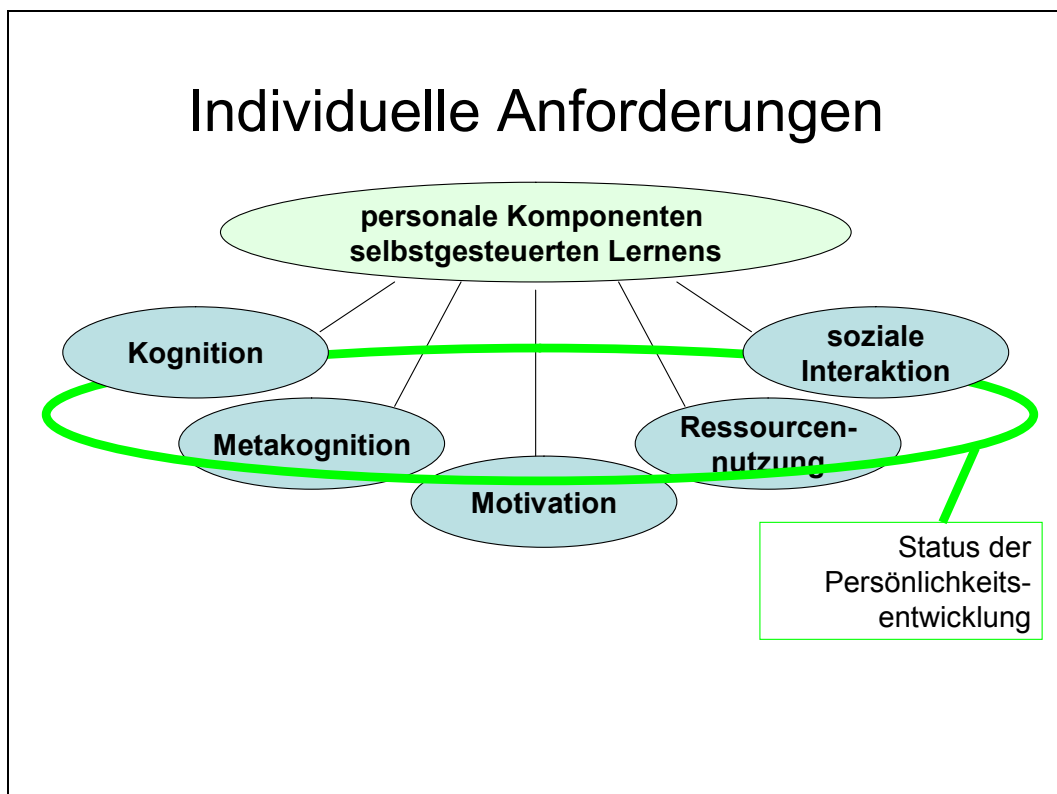 Individuelle Anforderungen
personale Komponenten
selbstgesteuerten Lernens
Kognition
soziale
Interaktion
Metakognition
Ressourcen-
nutzung
Motivation
Status der
Persönlichkeits-
entwicklung